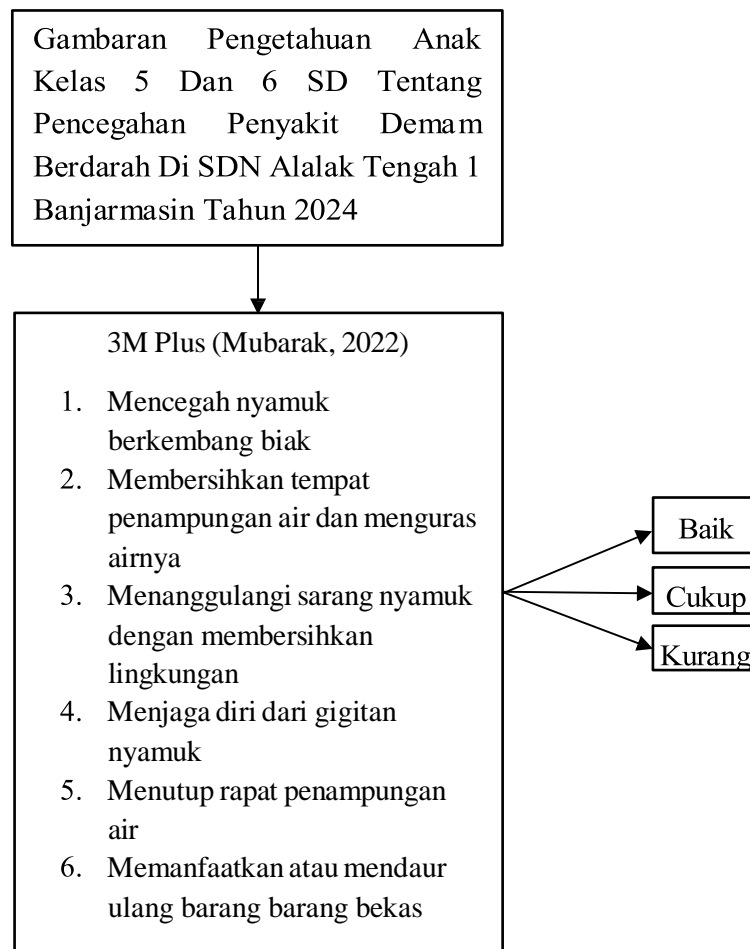 Gambaran Pengetahuan Anak
Kelas 5 Dan 6 SD Tentang
Pencegahan Penyakit Demam
Berdarah Di SDN Alalak Tengah 1
Banjarmasin Tahun 2024
3M Plus (Mubarak, 2022)
1. Mencegah nyamuk
berkembang biak
2. Membersihkan tempat
penampungan air dan menguras
airnya
3. Menanggulangi sarang nyamuk
dengan membersihkan
lingkungan
4. Menjaga diri dari gigitan
nyamuk
5. Menutup rapat penampungan
air
6. Memanfaatkan atau mendaur
ulang barang barang bekas
Baik
Cukup
Kurang